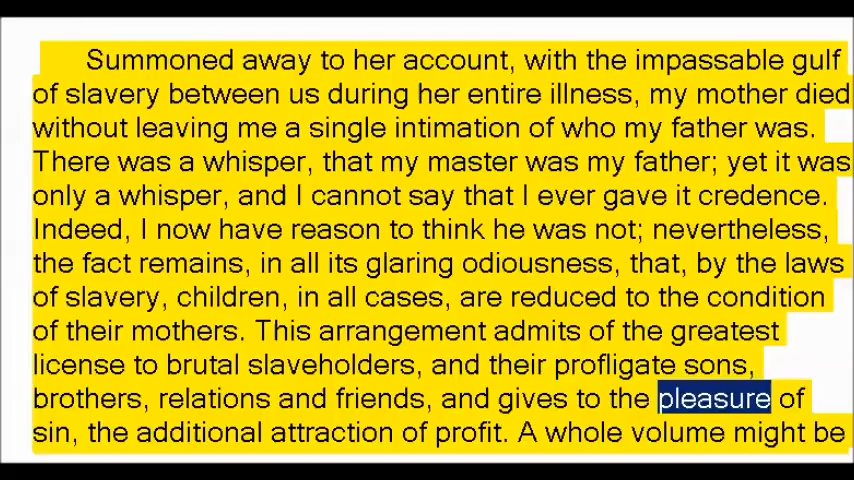 Summoned away to her account, with the impassable gulf
of slavery between us during her entire illness, my mother died
without leaving me a single intimation of who my father was.
There was a whisper, that my master was my father; yet it was
only a whisper, and I cannot say that I ever gave it credence.
Indeed, I now have reason to think he was not; nevertheless,
the fact remains, in all its glaring odiousness, that, by the laws
of slavery, children, in all cases, are reduced to the condition
of their mothers. This arrangement admits of the greatest
license to brutal slaveholders, and their profligate sons,
brothers, relations and friends, and gives to the pleasure of
sin, the additional attraction of profit. A whole volume might be